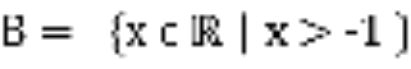 B = {x ∈ ℝ | x > -1 }